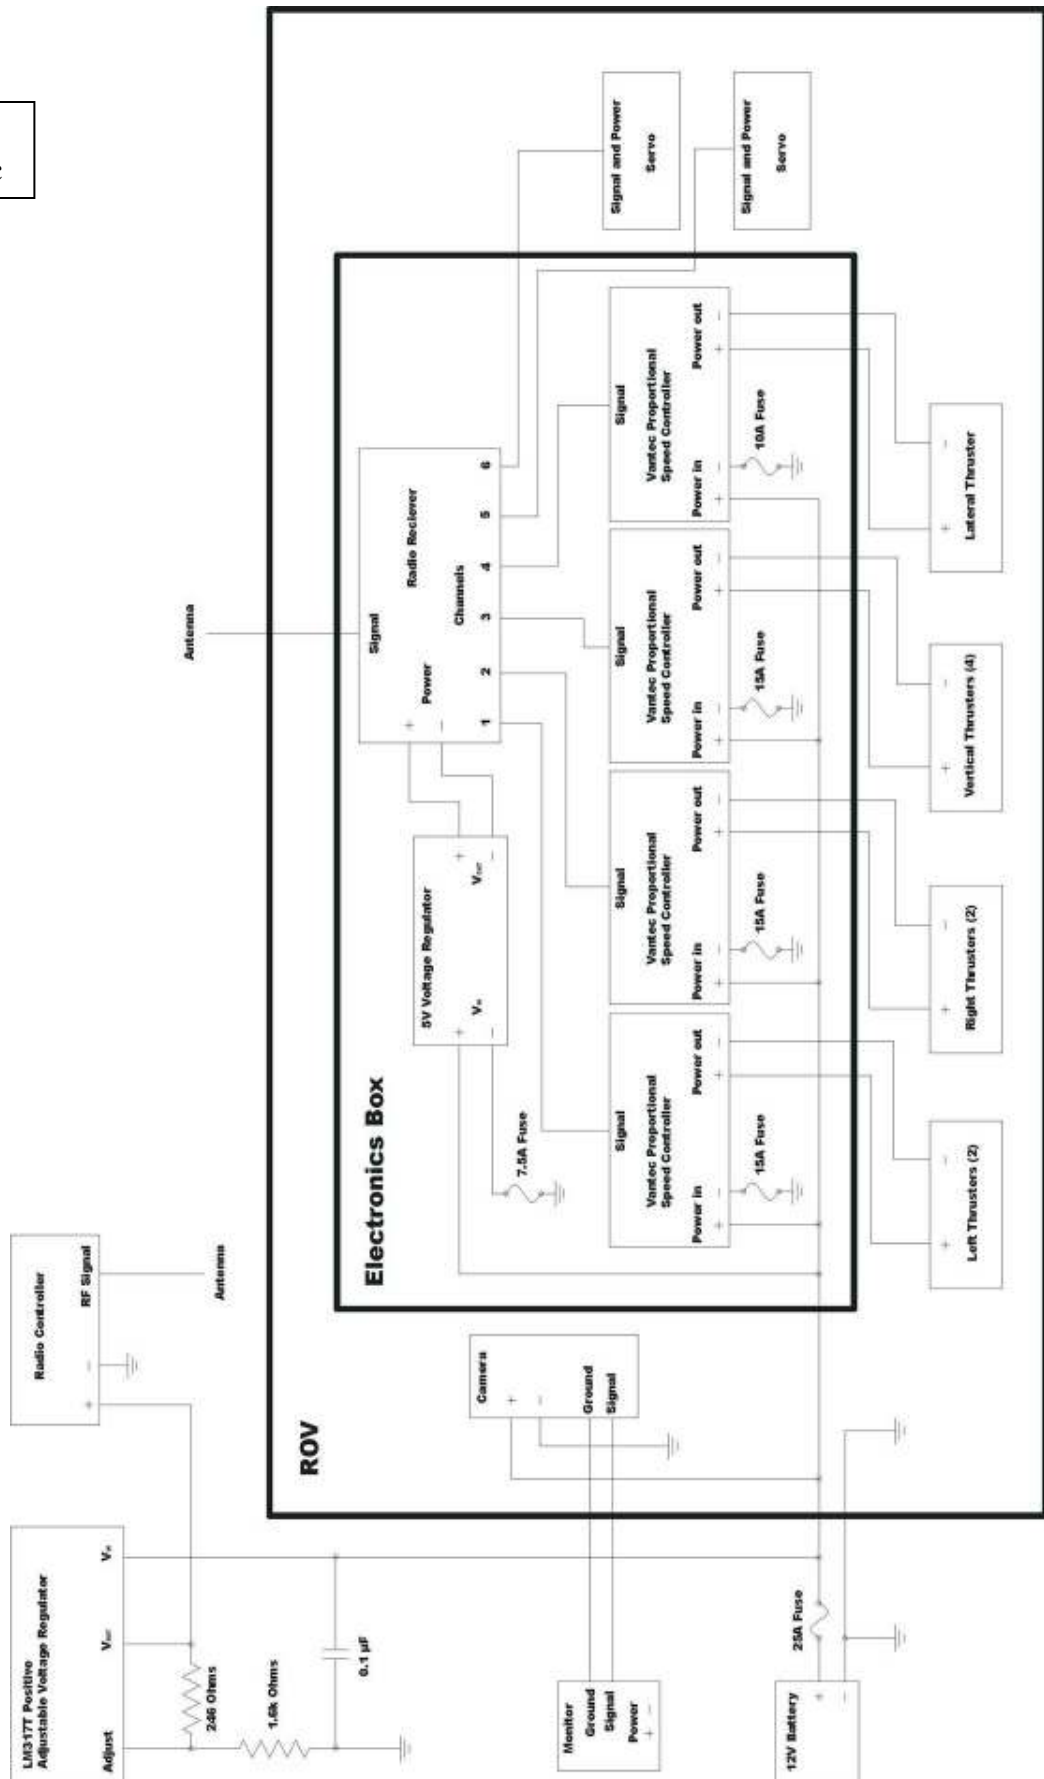 LM317T Positive
Adjustable Voltage Regulator
Adjust
Vout
Vin
246 Ohms
1.6k Ohms
0.1 µF
Radio Controller
+
−
RF Signal
Antenna
Antenna
ROV
Electronics Box
Signal
Radio Reciever
Power
+
−
Channels
1
2
3
4
5
6
5V Voltage Regulator
Vin
Vout
+
−
+
−
7.5A Fuse
Camera
+
−
Ground
Signal
Monitor
Ground
Signal
Power
+ −
Signal and Power
Servo
Signal and Power
Servo
Signal
Vantec Proportional
Speed Controller
Power in
Power out
+ −
+ −
15A Fuse
Signal
Vantec Proportional
Speed Controller
Power in
Power out
+ −
+ −
15A Fuse
Signal
Vantec Proportional
Speed Controller
Power in
Power out
+ −
+ −
15A Fuse
Signal
Vantec Proportional
Speed Controller
Power in
Power out
+ −
+ −
10A Fuse
12V Battery
+
−
25A Fuse
+ −
Left Thrusters (2)
+ −
Right Thrusters (2)
+ −
Vertical Thrusters (4)
+ −
Lateral Thruster